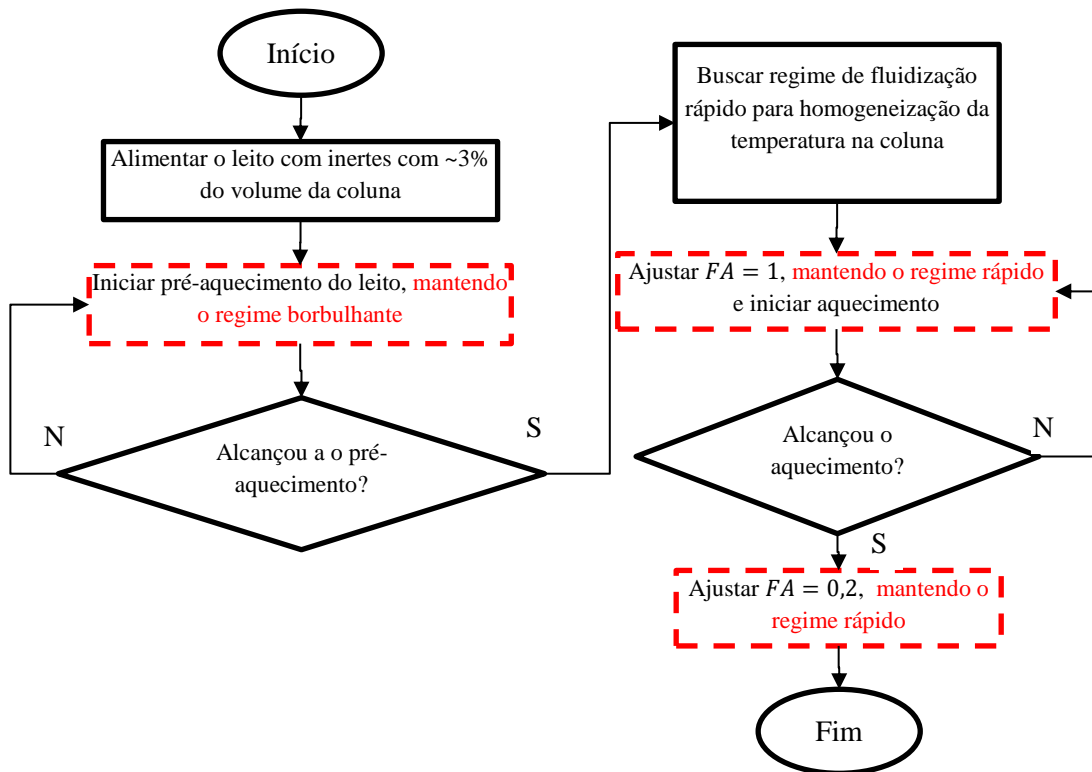 Início
Alimentar o leito com inertes com ~3%
do volume da coluna
Iniciar pré-aquecimento do leito, mantendo
o regime borbulhante
N
S
Alcançou a o pré-
aquecimento?
Buscar regime de fluidização
rápido para homogeneização da
temperatura na coluna
Ajustar FA = 1, mantendo o regime rápido
e iniciar aquecimento
Alcançou o
aquecimento?
N
S
Ajustar FA = 0,2, mantendo o
regime rápido
Fim